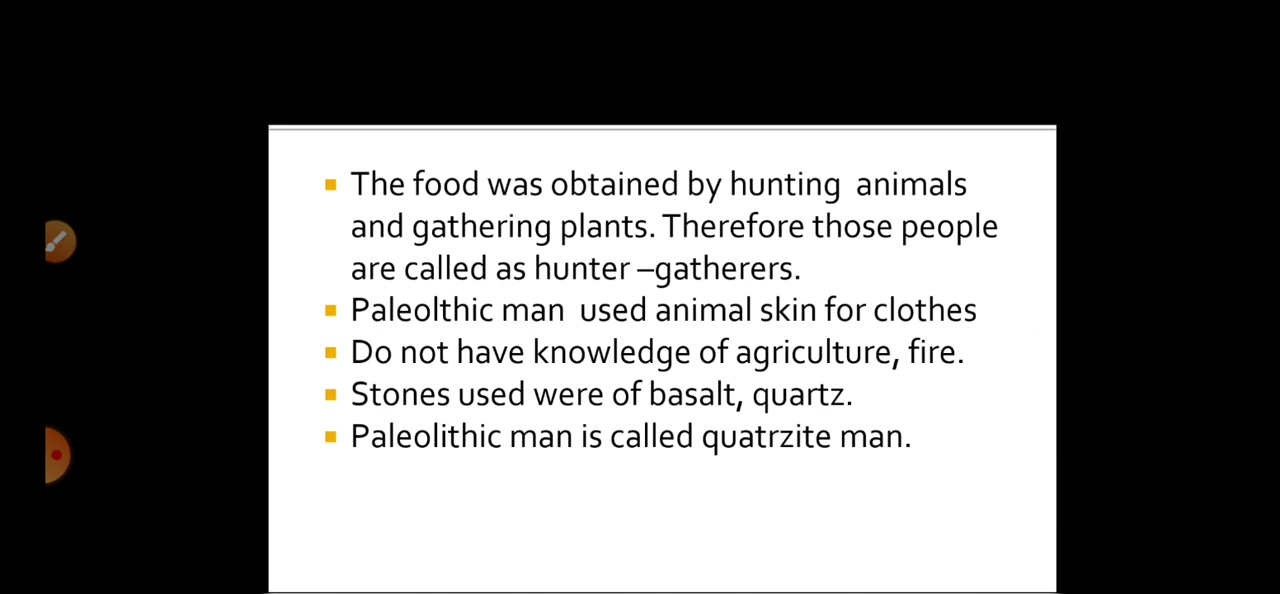 The food was obtained by hunting animals
and gathering plants. Therefore those people
are called as hunter –gatherers.
Paleolthic man used animal skin for clothes
Do not have knowledge of agriculture, fire.
Stones used were of basalt, quartz.
Paleolithic man is called quatrzite man.